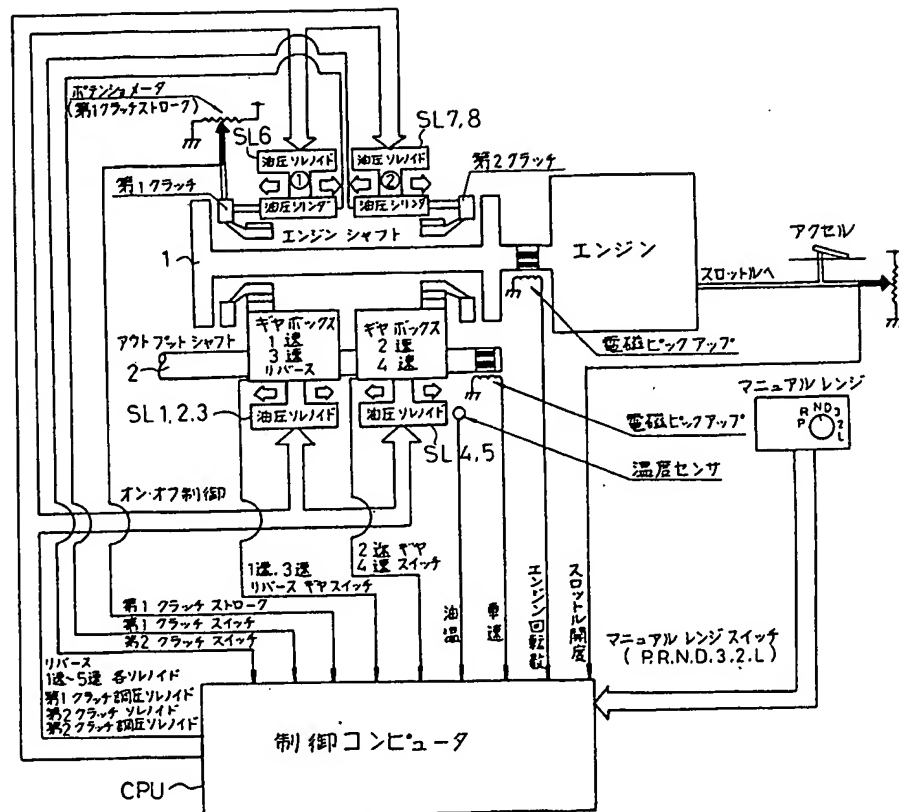 ポテンショメータ
(第1クラッチストローク)
SL6
SL7,8
油圧ソレノイド
油圧ソレノイド
第2クラッチ
①
②
第1クラッチ
油圧シリンダ
油圧シリンダ
エンジン シャフト
1
エンジン
アクセル
スロットルへ
ギヤボックス
1速
3速
リバース
ギヤボックス
2速
4速
アウトプットシャフト
2
電磁ピックアップ
マニュアル レンジ
P R N D 3 2 L
SL1,2.3
油圧ソレノイド
油圧ソレノイド
SL4,5
電磁ピックアップ
温度センサ
オン・オフ制御
2速 ギヤ
4速 スイッチ
1速.3速
リバース ギヤスイッチ
油温
車速
エンジン回転数
スロットル開度
第1 クラッチ ストローク
第1 クラッチ スイッチ
第2 クラッチ スイッチ
マニュアル レンジ スイッチ
( P.R.N.D.3.2.L )
リバース
1速~5速 各ソレノイド
第1クラッチ調圧ソレノイド
第2クラッチ ソレノイド
第2クラッチ調圧ソレノイド
制御コンピュータ
CPU